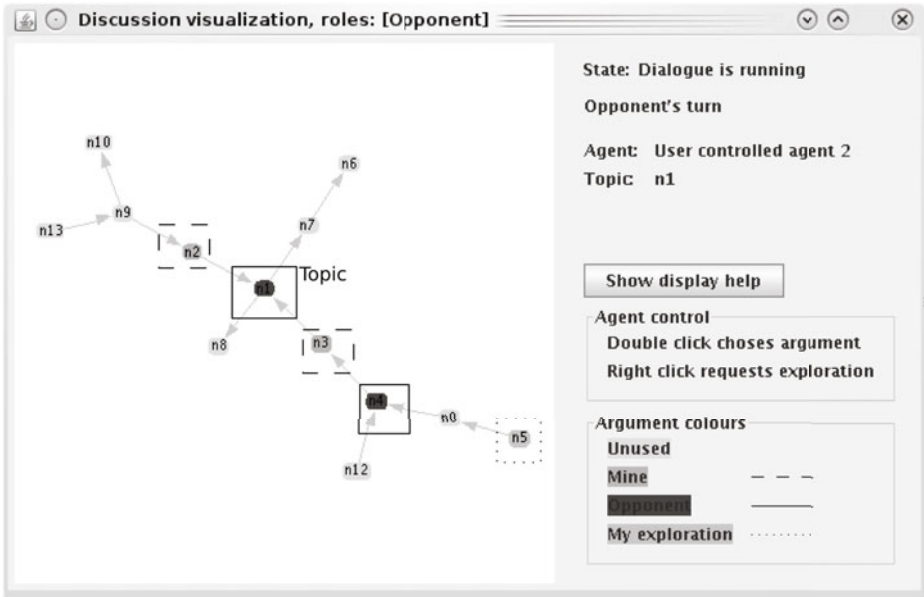 Discussion visualization, roles: [Opponent]
State: Dialogue is running
Opponent's turn
Agent: User controlled agent 2
Topic: n1
n10
n6
n9
n7
n13
n2
Topic
n1
n8
n3
n4
n0
n5
n12
Show display help
Agent control
Double click choses argument
Right click requests exploration
Argument colours
Unused
Mine
Opponent
My exploration